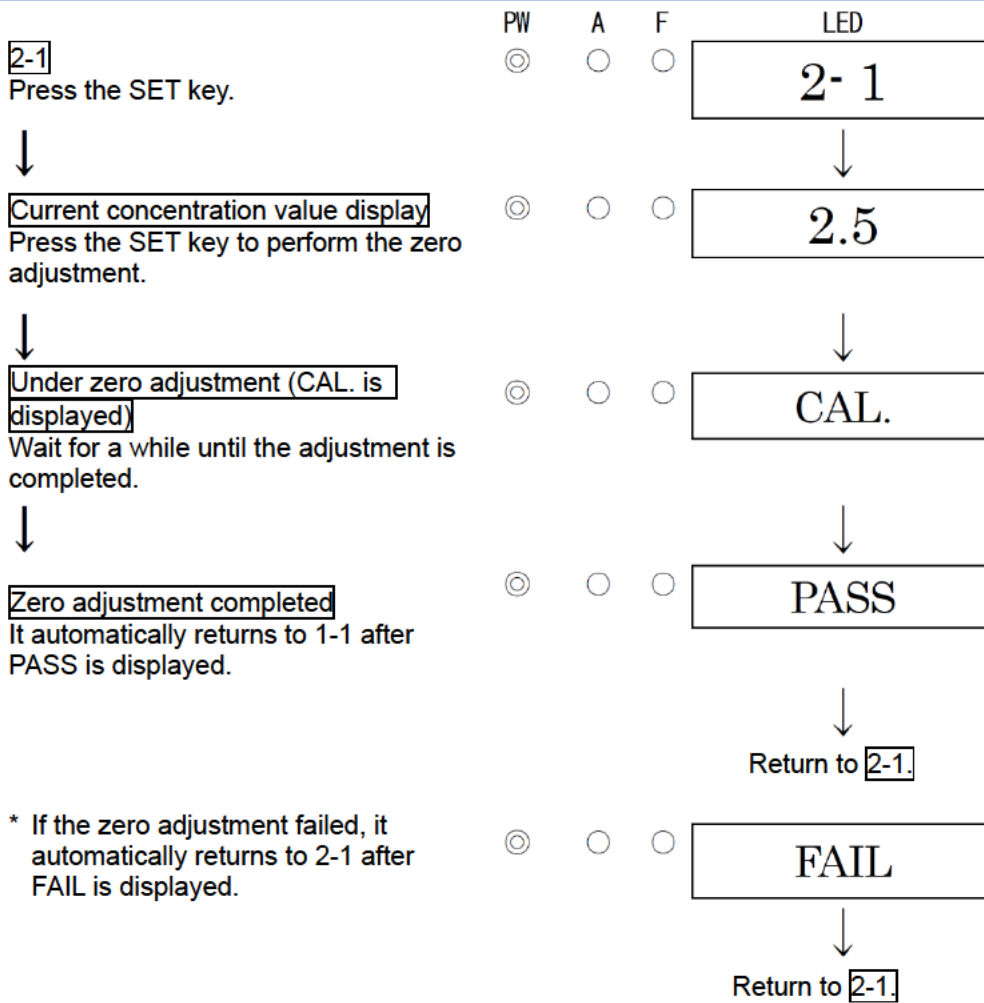 PW A F LED
2-1
Press the SET key.
2- 1
↓ ↓
Current concentration value display
Press the SET key to perform the zero
adjustment.
2.5
↓ ↓
Under zero adjustment (CAL. is
displayed)
Wait for a while until the adjustment is
completed.
CAL.
↓ ↓
Zero adjustment completed
It automatically returns to 1-1 after
PASS is displayed.
PASS
↓
Return to 2-1.
* If the zero adjustment failed, it
automatically returns to 2-1 after
FAIL is displayed.
FAIL
↓
Return to 2-1.